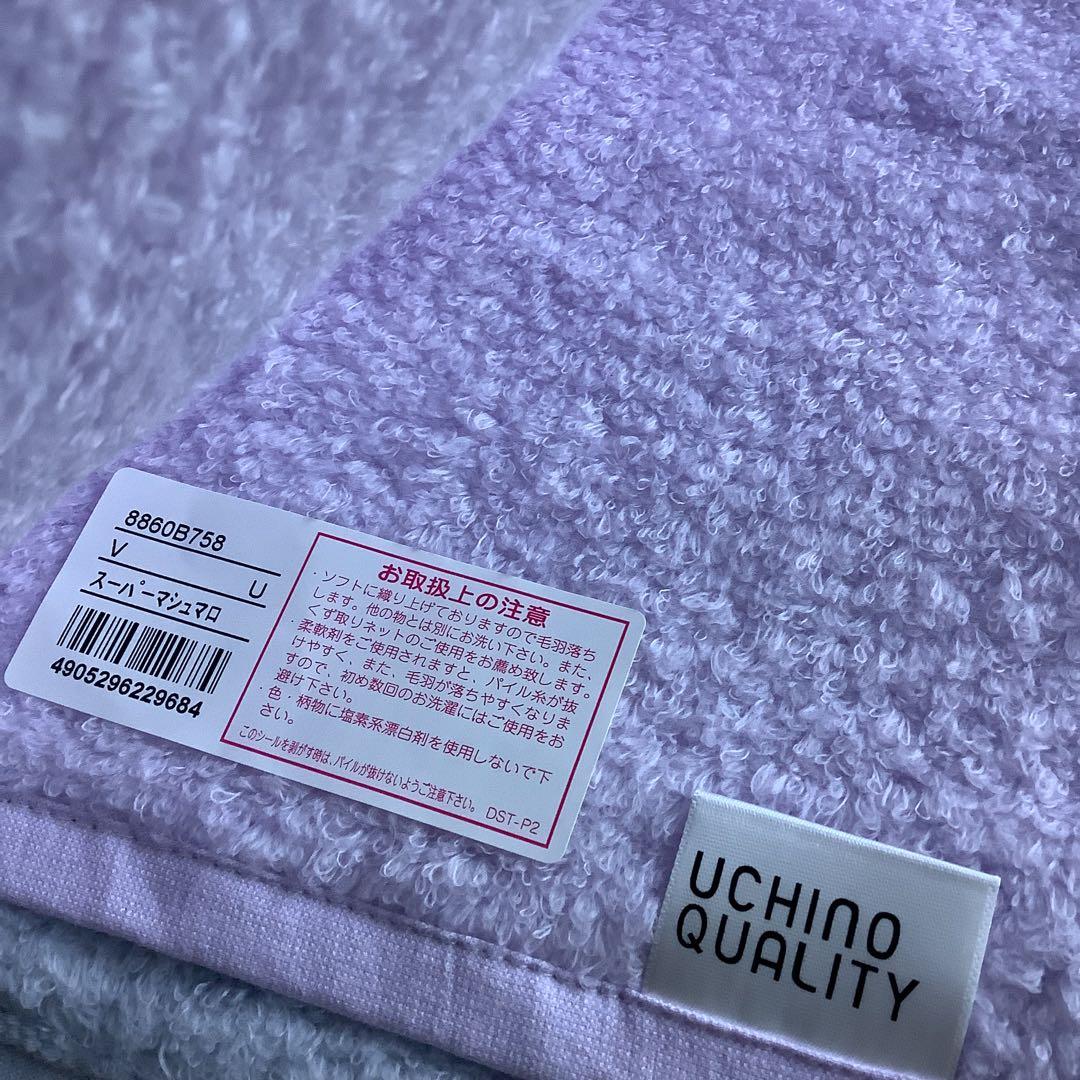 8860B758
V U
スーパーマシュマロ
4905296229684
お取扱上の注意
・ソフトに織り上げておりますので毛羽落ち
します。他の物とは別にお洗い下さい。また、
くず取りネットのご使用をお薦め致します。
・柔軟剤をご使用されますと、パイル糸が抜
けやすく、また、毛羽が落ちやすくなりま
すので、初め数回のお洗濯にはご使用をお
避け下さい。
・色・柄物に塩素系漂白剤を使用しないで下
さい。
このシールを剥がす時は、パイルが抜けないようご注意下さい。 DST-P2
UCHINO
QUALITY